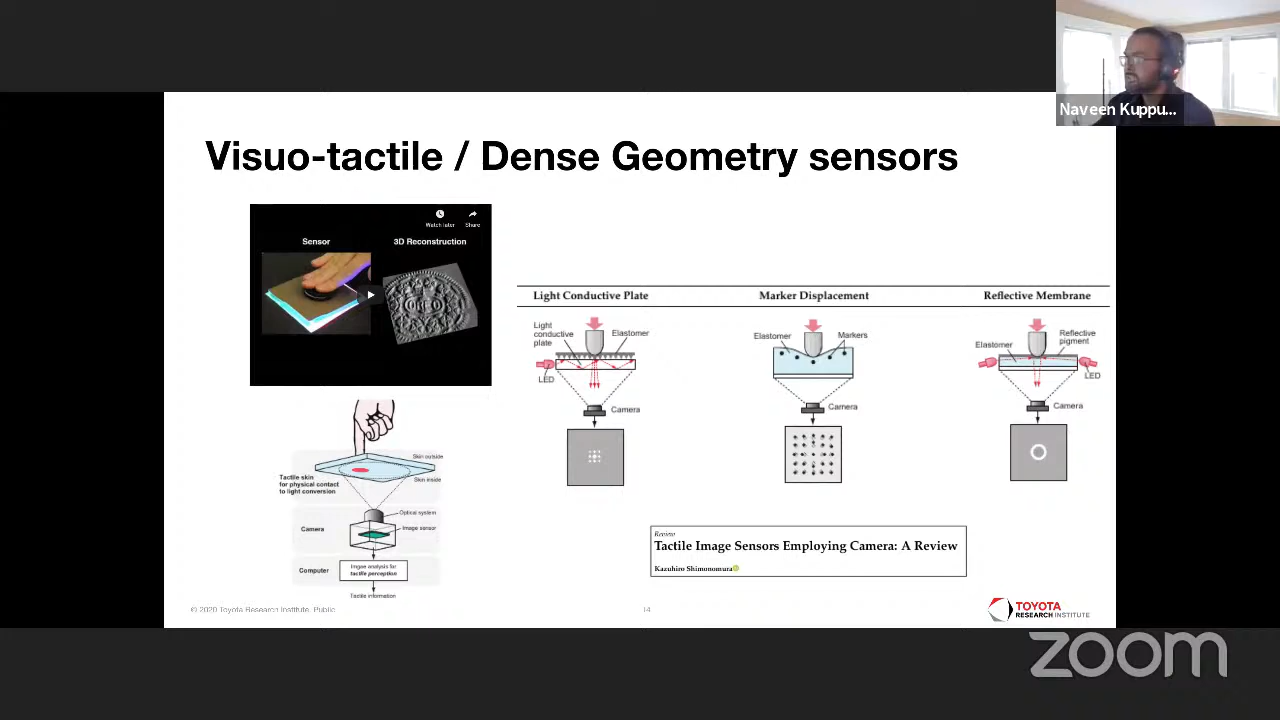 Naveen Kuppu...
Visuo-tactile / Dense Geometry sensors
Watch later
Share
Sensor
3D Reconstruction
Light Conductive Plate
Marker Displacement
Reflective Membrane
Light
conductive
plate
Elastomer
LED
Camera
Elastomer
Markers
Camera
Elastomer
Reflective
pigment
LED
Camera
Skin outside
Tactile skin
for physical contact
to light conversion
Skin inside
Optical system
Camera
Image sensor
Computer
Image analysis for
tactile perception
Tactile information
Review
Tactile Image Sensors Employing Camera: A Review
Kazuhiro Shimonomura
© 2020 Toyota Research Institute. Public
14
TOYOTA
RESEARCH INSTITUTE
zoom